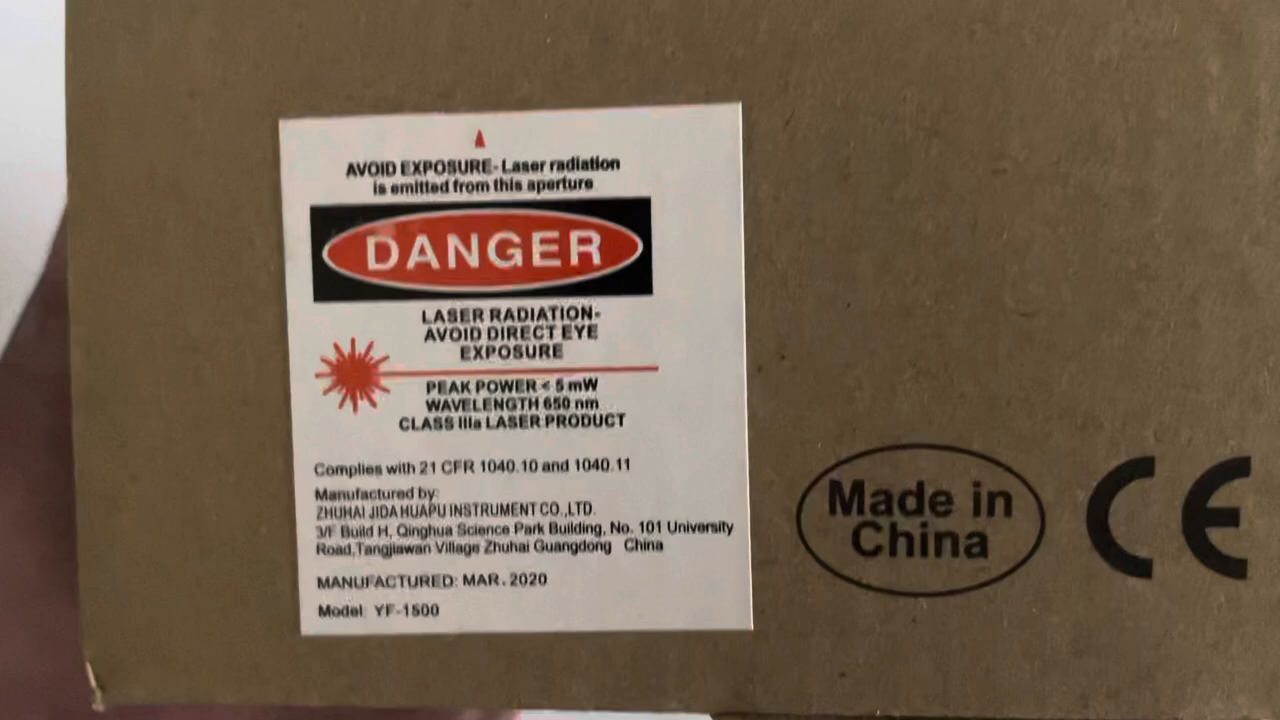 AVOID EXPOSURE- Laser radiation
is emitted from this aperture
DANGER
LASER RADIATION-
AVOID DIRECT EYE
EXPOSURE
PEAK POWER < 5 mW
WAVELENGTH 650 nm
CLASS IIIa LASER PRODUCT
Complies with 21 CFR 1040.10 and 1040.11
Manufactured by:
ZHUHAI JIDA HUAPU INSTRUMENT CO.,LTD.
3/F Build H, Qinghua Science Park Building, No. 101 University
Road,Tangjiawan Village Zhuhai Guangdong China
MANUFACTURED: MAR. 2020
Model: YF-1500
Made in
China
CE